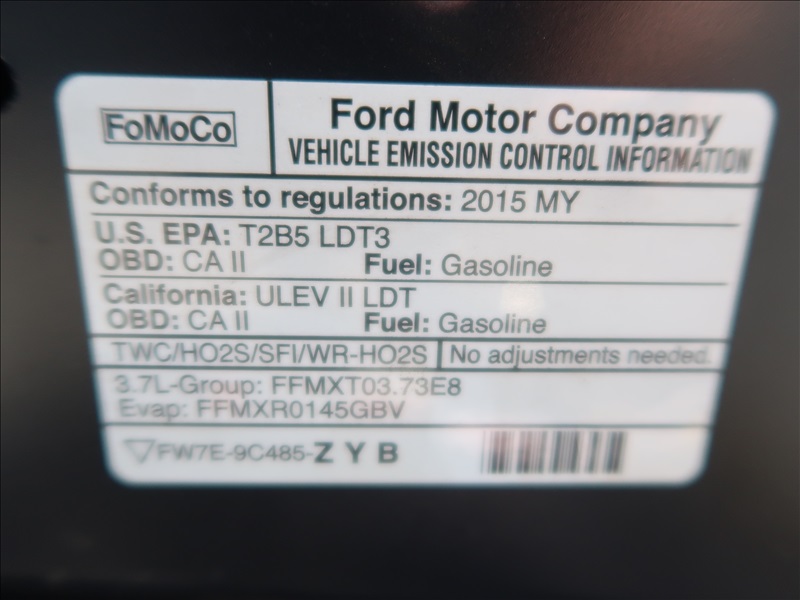 FoMoCo
Ford Motor Company
VEHICLE EMISSION CONTROL INFORMATION
Conforms to regulations: 2015 MY
U.S. EPA: T2B5 LDT3
OBD: CA II Fuel: Gasoline
California: ULEV II LDT
OBD: CA II Fuel: Gasoline
TWC/HO2S/SFI/WR-HO2S No adjustments needed.
3.7L-Group: FFMXT03.73E8
Evap: FFMXR0145GBV
FW7E-9C485-ZYB